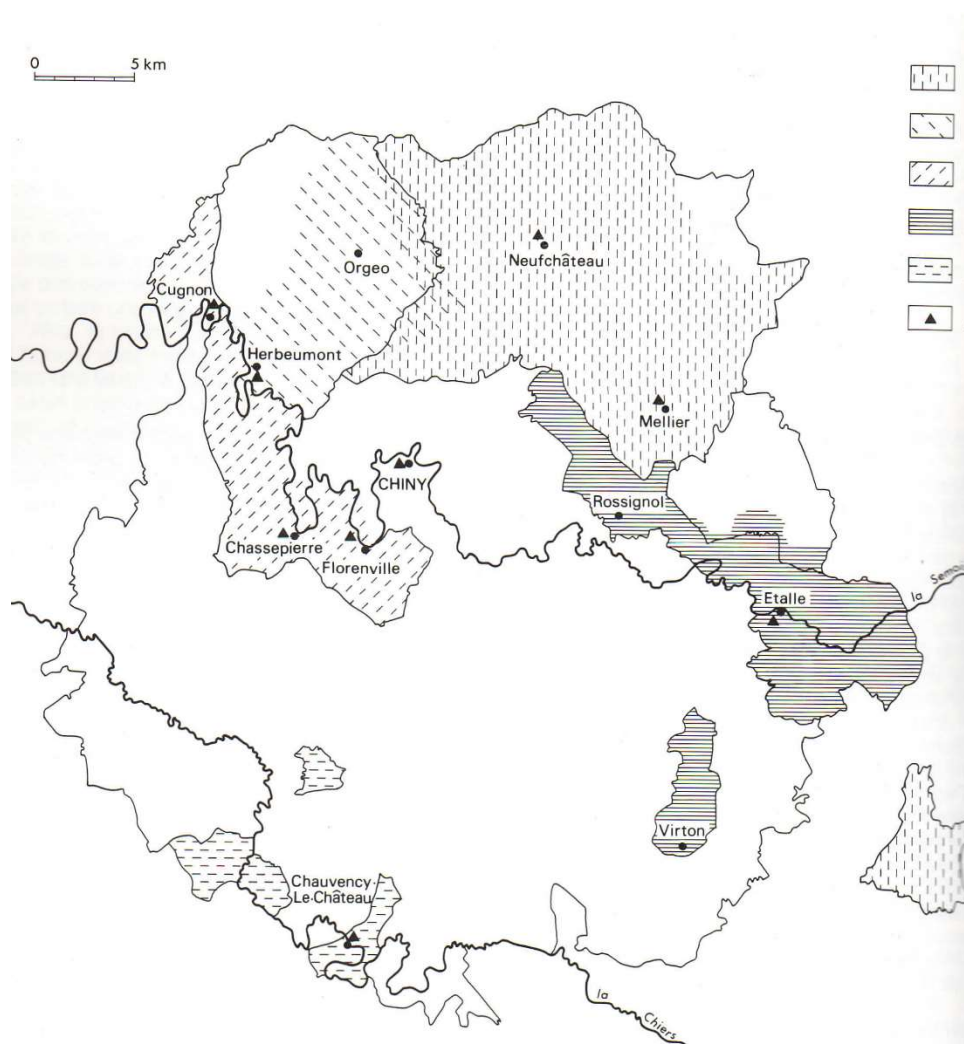 0 5 km
Orgeo
Neufchâteau
Cugnon
Herbeumont
Mellier
CHINY
Rossignol
Chassepierre
Florenville
Etalle
la Semois
Virton
Chauvency-
Le-Château
la Chiers